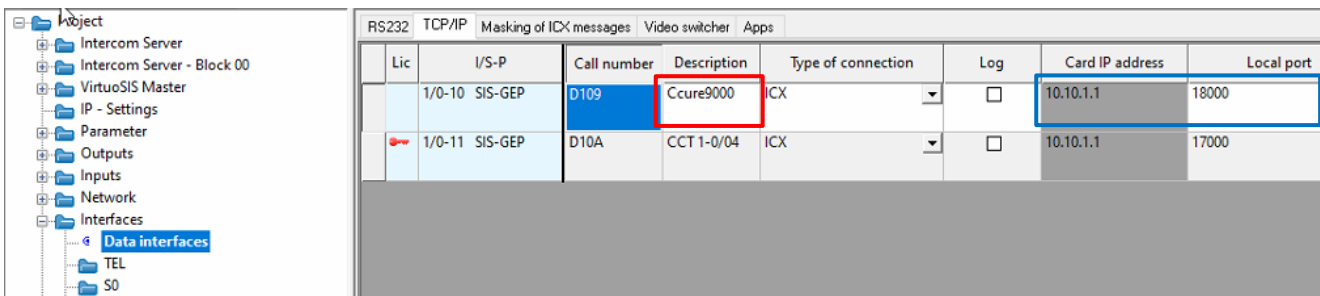 Project
Intercom Server
Intercom Server - Block 00
VirtuoSIS Master
IP - Settings
Parameter
Outputs
Inputs
Network
Interfaces
Data interfaces
TEL
S0
RS232 TCP/IP Masking of ICX messages Video switcher Apps
Lic I/S-P Call number Description Type of connection Log Card IP address Local port
1/0-10 SIS-GEP D109 Ccure9000 ICX 10.10.1.1 18000
1/0-11 SIS-GEP D10A CCT 1-0/04 ICX 10.10.1.1 17000